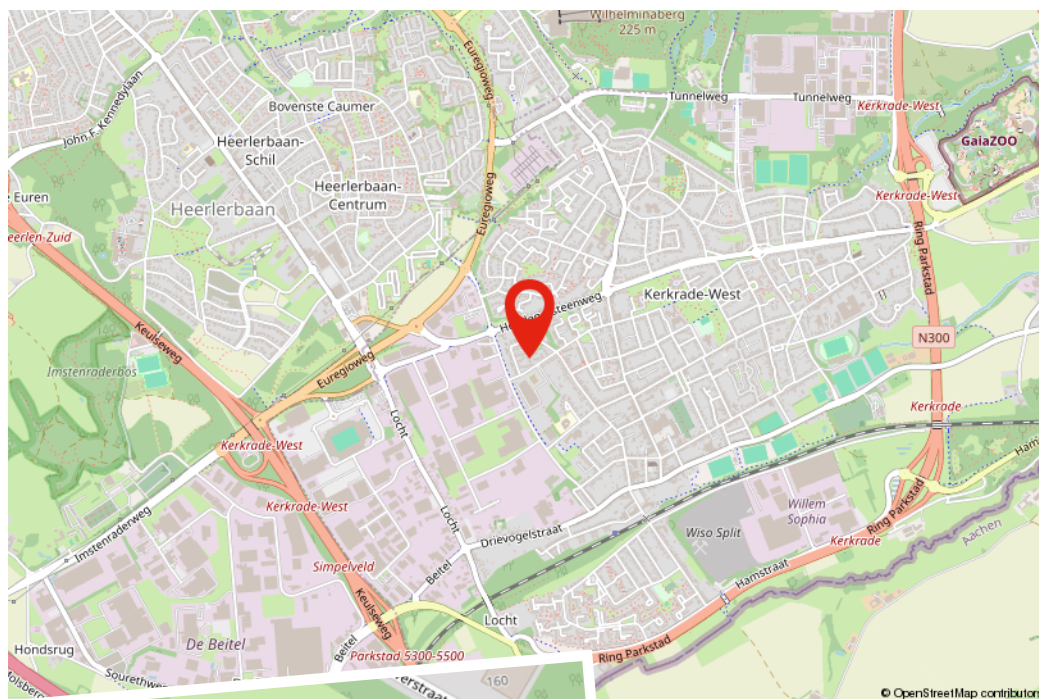 Wilhelminaberg
225 m
Tunnelweg
Tunnelweg
Kerkrade-West
GaiaZOO
John F. Kennedylaan
Bovenste Caumer
Euregioweg
Heerlerbaan-
Schil
Heerlerbaan-
Centrum
Heerlerbaan
Euregioweg
Kerkrade-West
Ring Parkstad
Euren
Zuid
Kerkrade-West
N300
Keulseweg
Imstenraderbos
Euregioweg
Kerkrade
Locht
Kerkrade-West
Kerkrade-West
Locht
Drievogelstraat
Wiso Split
Willem
Sophia
Ring Parkstad
Kerkrade
Aachen
Hamstraat
Imstenraderweg
Simpelveld
Keulseweg
Beitel
De Beitel
Beitel
Locht
Hondsrug
Parkstad 5300-5500
Ring Parkstad
160
© OpenStreetMap contributors